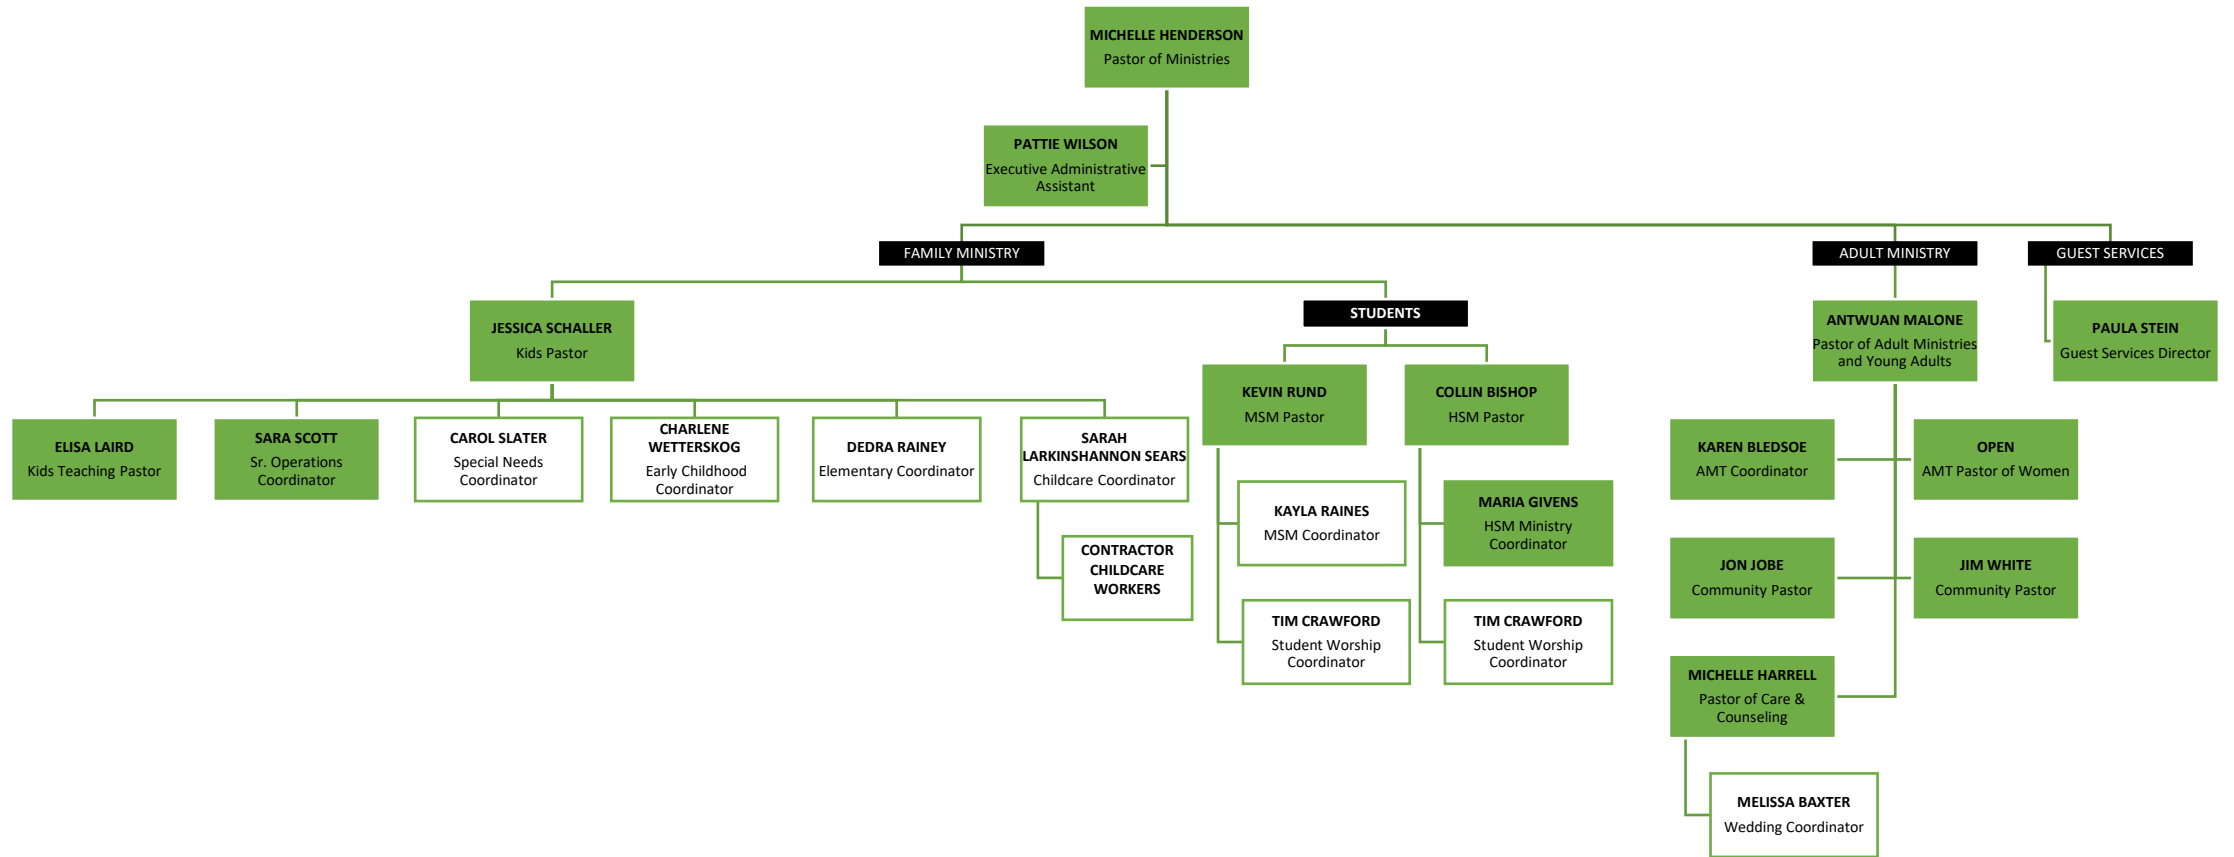 MICHELLE HENDERSON
Pastor of Ministries
PATTIE WILSON
Executive Administrative
Assistant
FAMILY MINISTRY
ADULT MINISTRY
GUEST SERVICES
JESSICA SCHALLER
Kids Pastor
STUDENTS
ANTWUAN MALONE
Pastor of Adult Ministries
and Young Adults
PAULA STEIN
Guest Services Director
KEVIN RUND
MSM Pastor
COLLIN BISHOP
HSM Pastor
ELISA LAIRD
Kids Teaching Pastor
SARA SCOTT
Sr. Operations
Coordinator
CAROL SLATER
Special Needs
Coordinator
CHARLENE
WETTERSKOG
Early Childhood
Coordinator
DEDRA RAINEY
Elementary Coordinator
SARAH
LARKINSHANNON SEARS
Childcare Coordinator
KAREN BLEDSOE
AMT Coordinator
OPEN
AMT Pastor of Women
CONTRACTOR
CHILDCARE
WORKERS
KAYLA RAINES
MSM Coordinator
MARIA GIVENS
HSM Ministry
Coordinator
JON JOBE
Community Pastor
JIM WHITE
Community Pastor
TIM CRAWFORD
Student Worship
Coordinator
TIM CRAWFORD
Student Worship
Coordinator
MICHELLE HARRELL
Pastor of Care &
Counseling
MELISSA BAXTER
Wedding Coordinator